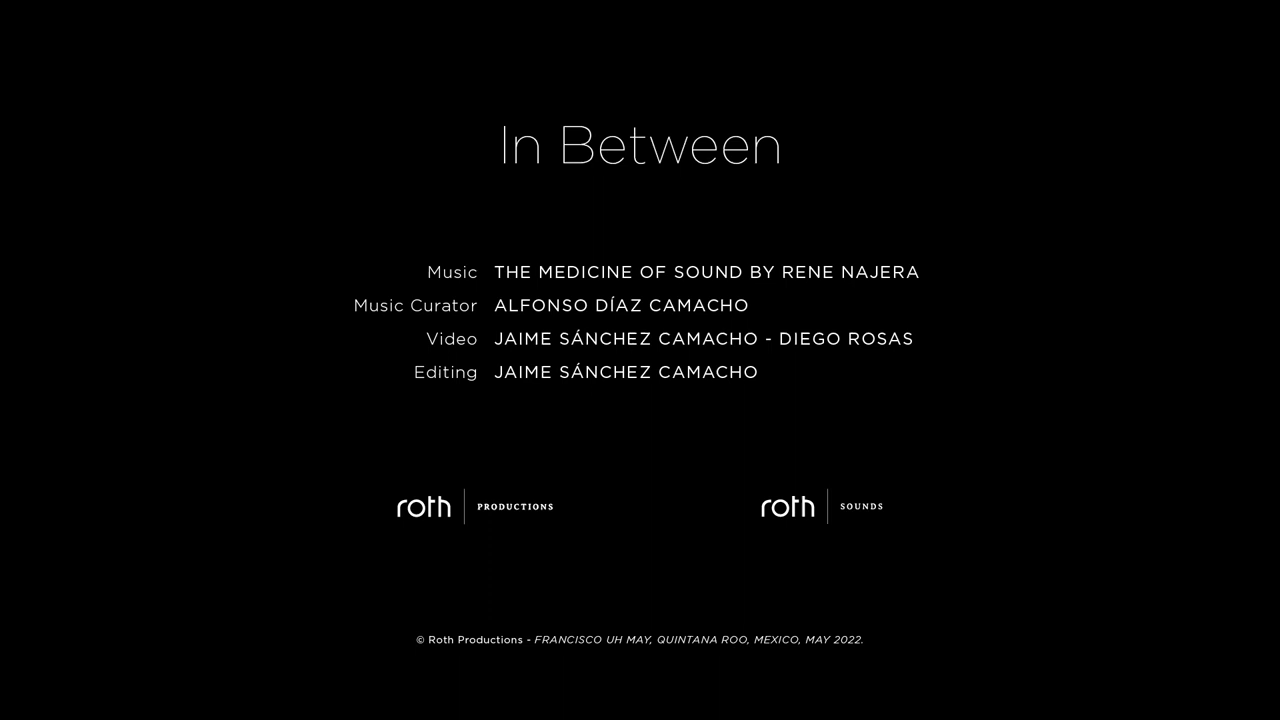 In Between
Music THE MEDICINE OF SOUND BY RENE NAJERA
Music Curator ALFONSO DÍAZ CAMACHO
Video JAIME SÁNCHEZ CAMACHO - DIEGO ROSAS
Editing JAIME SÁNCHEZ CAMACHO
roth PRODUCTIONS
roth SOUNDS
© Roth Productions - FRANCISCO UH MAY, QUINTANA ROO, MEXICO, MAY 2022.